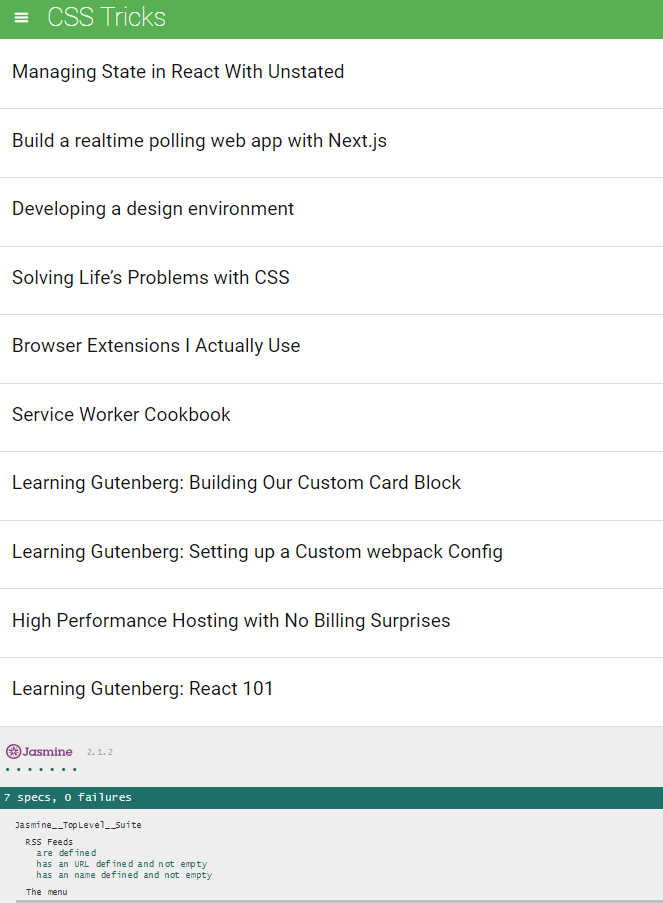 CSS Tricks
Managing State in React With Unstated
Build a realtime polling web app with Next.js
Developing a design environment
Solving Life’s Problems with CSS
Browser Extensions I Actually Use
Service Worker Cookbook
Learning Gutenberg: Building Our Custom Card Block
Learning Gutenberg: Setting up a Custom webpack Config
High Performance Hosting with No Billing Surprises
Learning Gutenberg: React 101
Jasmine 2.1.2
7 specs, 0 failures
Jasmine__TopLevel__Suite
RSS Feeds
are defined
has an URL defined and not empty
has an name defined and not empty
The menu